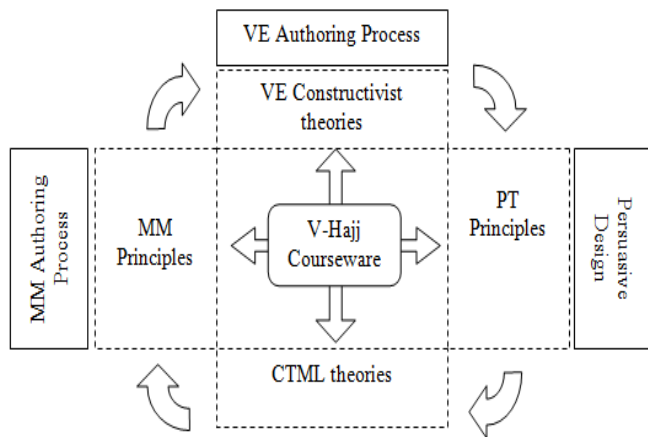 VE Authoring Process
VE Constructivist
theories
MM Authoring
Process
MM
Principles
V-Hajj
Courseware
PT
Principles
Persuasive
Design
CTML theories